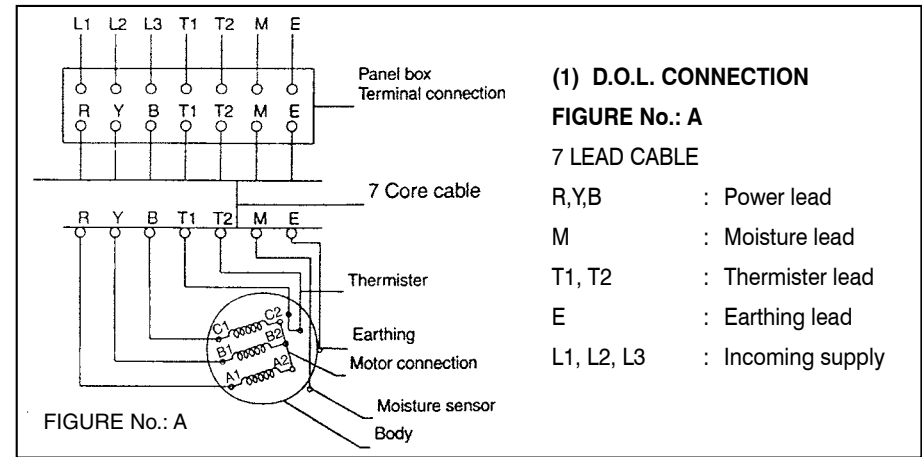 L1 L2 L3 T1 T2 M E
Panel box
Terminal connection
R Y B T1 T2 M E
7 Core cable
R Y B T1 T2 M E
Thermister
C1 C2
Earthing
B1 B2
Motor connection
A1 A2
Moisture sensor
Body
FIGURE No.: A
(1) D.O.L. CONNECTION
FIGURE No.: A
7 LEAD CABLE
R,Y,B : Power lead
M : Moisture lead
T1, T2 : Thermister lead
E : Earthing lead
L1, L2, L3 : Incoming supply